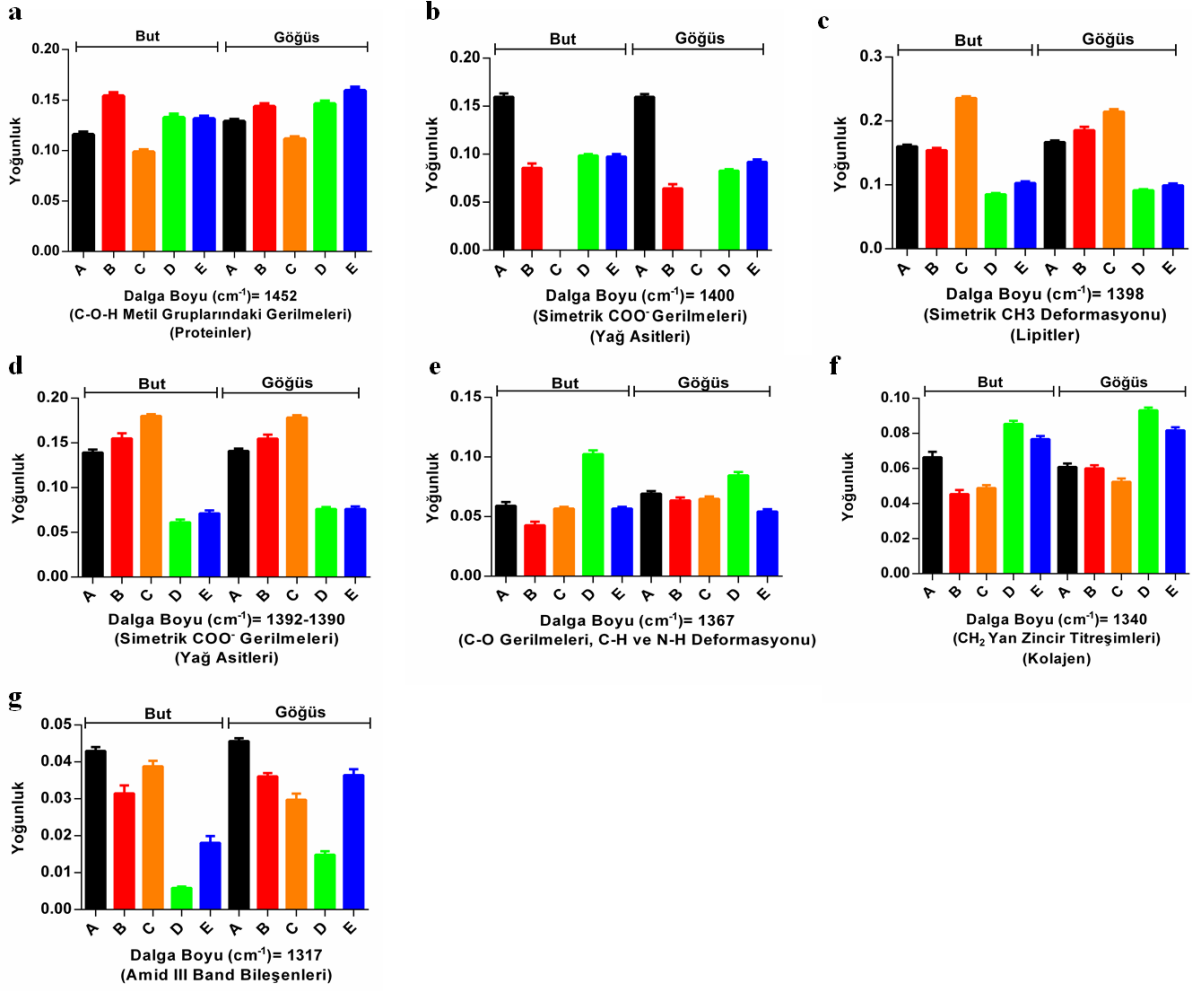 a
But Göğüs
0.20
0.15
0.10
0.05
0.00
Yoğunluk
A B C D E A B C D E
Dalga Boyu (cm⁻¹)= 1452
(C-O-H Metil Gruplarındaki Gerilmeleri)
(Proteinler)
b
But Göğüs
0.20
0.15
0.10
0.05
0.00
Yoğunluk
A B C D E A B C D E
Dalga Boyu (cm⁻¹)= 1400
(Simetrik COO⁻ Gerilmeleri)
(Yağ Asitleri)
c
But Göğüs
0.3
0.2
0.1
0.0
Yoğunluk
A B C D E A B C D E
Dalga Boyu (cm⁻¹)= 1398
(Simetrik CH3 Deformasyonu)
(Lipitler)
d
But Göğüs
0.20
0.15
0.10
0.05
0.00
Yoğunluk
A B C D E A B C D E
Dalga Boyu (cm⁻¹)= 1392-1390
(Simetrik COO⁻ Gerilmeleri)
(Yağ Asitleri)
e
But Göğüs
0.15
0.10
0.05
0.00
Yoğunluk
A B C D E A B C D E
Dalga Boyu (cm⁻¹)= 1367
(C-O Gerilmeleri, C-H ve N-H Deformasyonu)
f
But Göğüs
0.10
0.08
0.06
0.04
0.02
0.00
Yoğunluk
A B C D E A B C D E
Dalga Boyu (cm⁻¹)= 1340
(CH₂ Yan Zincir Titreşimleri)
(Kolajen)
g
But Göğüs
0.05
0.04
0.03
0.02
0.01
0.00
Yoğunluk
A B C D E A B C D E
Dalga Boyu (cm⁻¹)= 1317
(Amid III Band Bileşenleri)